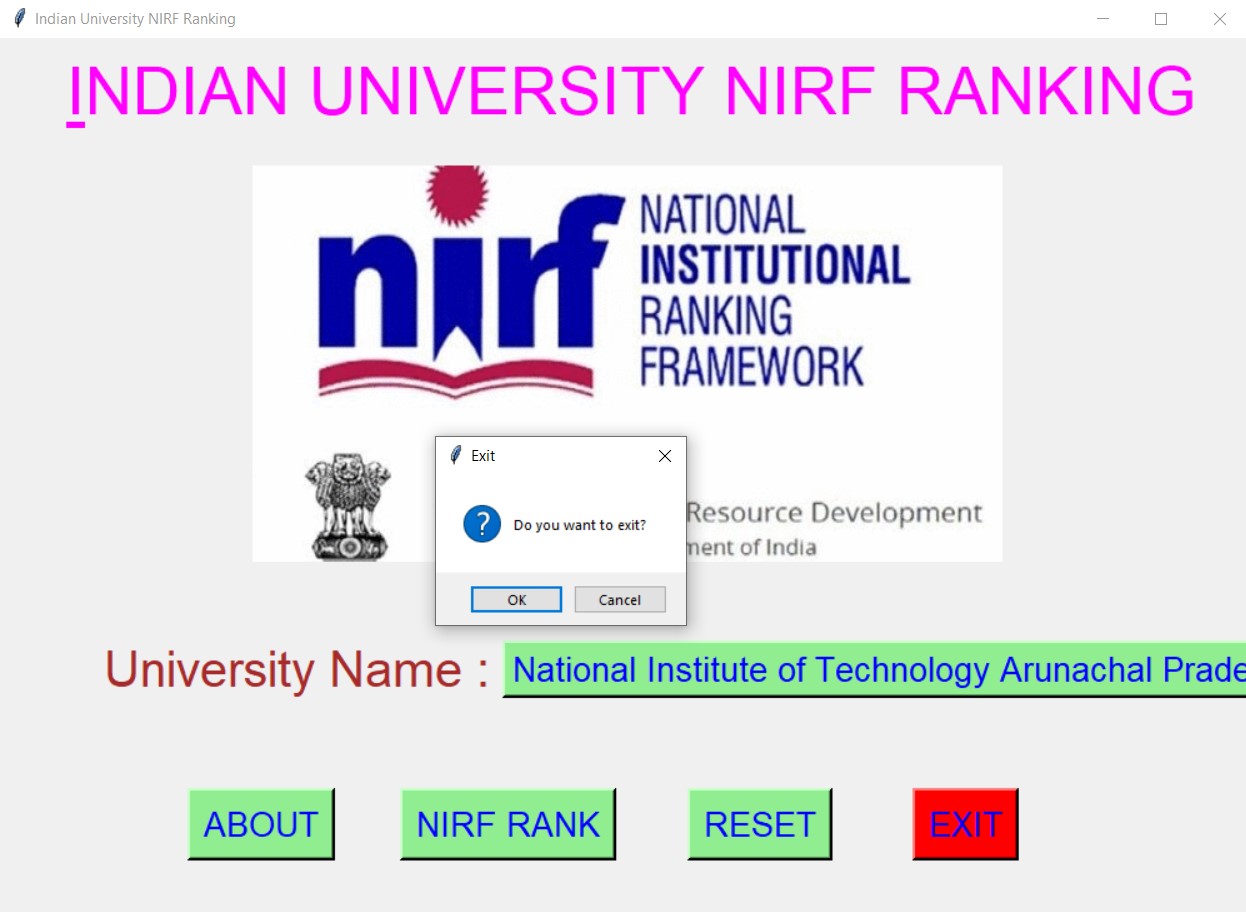 Indian University NIRF Ranking
INDIAN UNIVERSITY NIRF RANKING
nirf
NATIONAL
INSTITUTIONAL
RANKING
FRAMEWORK
Exit
Do you want to exit?
OK
Cancel
Resource Development
ment of India
University Name :
National Institute of Technology Arunachal Prade
ABOUT
NIRF RANK
RESET
EXIT